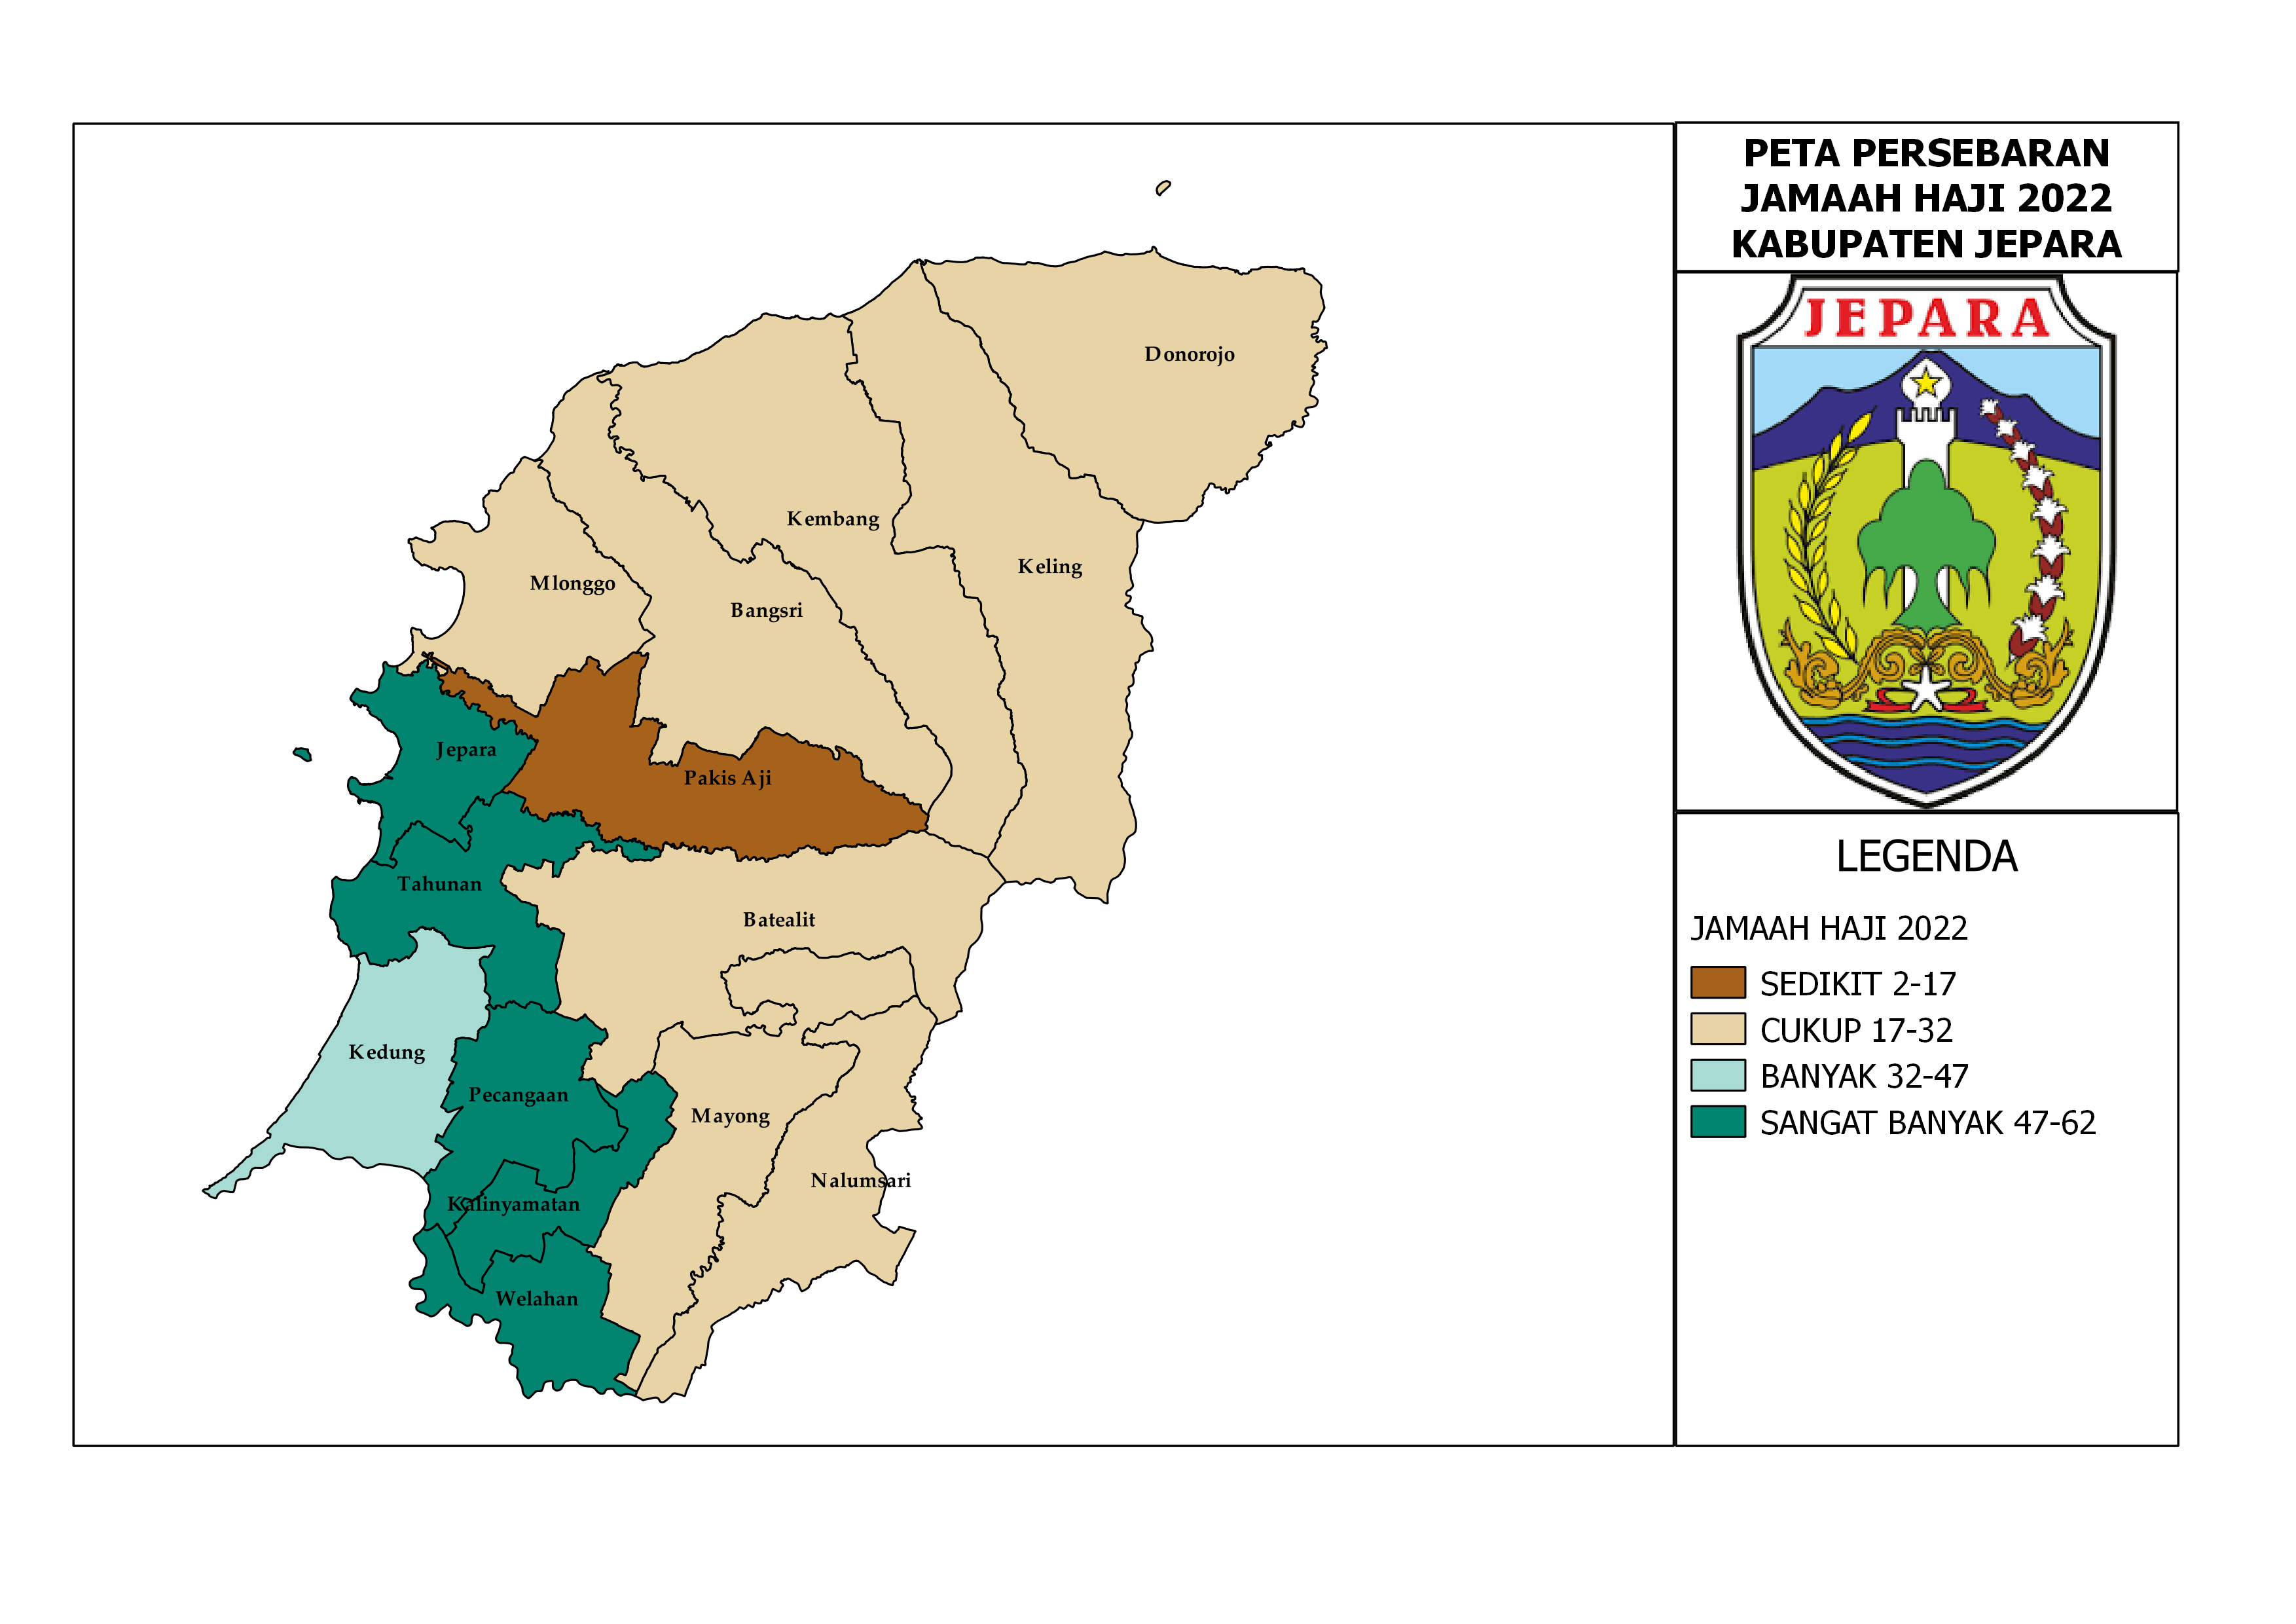 PETA PERSEBARAN
JAMAAH HAJI 2022
KABUPATEN JEPARA
JEPARA
Donorojo
Kembang
Keling
Mlonggo
Bangsri
Jepara
Pakis Aji
Tahunan
Batealit
Kedung
Pecangaan
Mayong
Nalumsari
Kalinyamatan
Welahan
LEGENDA
JAMAAH HAJI 2022
SEDIKIT 2-17
CUKUP 17-32
BANYAK 32-47
SANGAT BANYAK 47-62